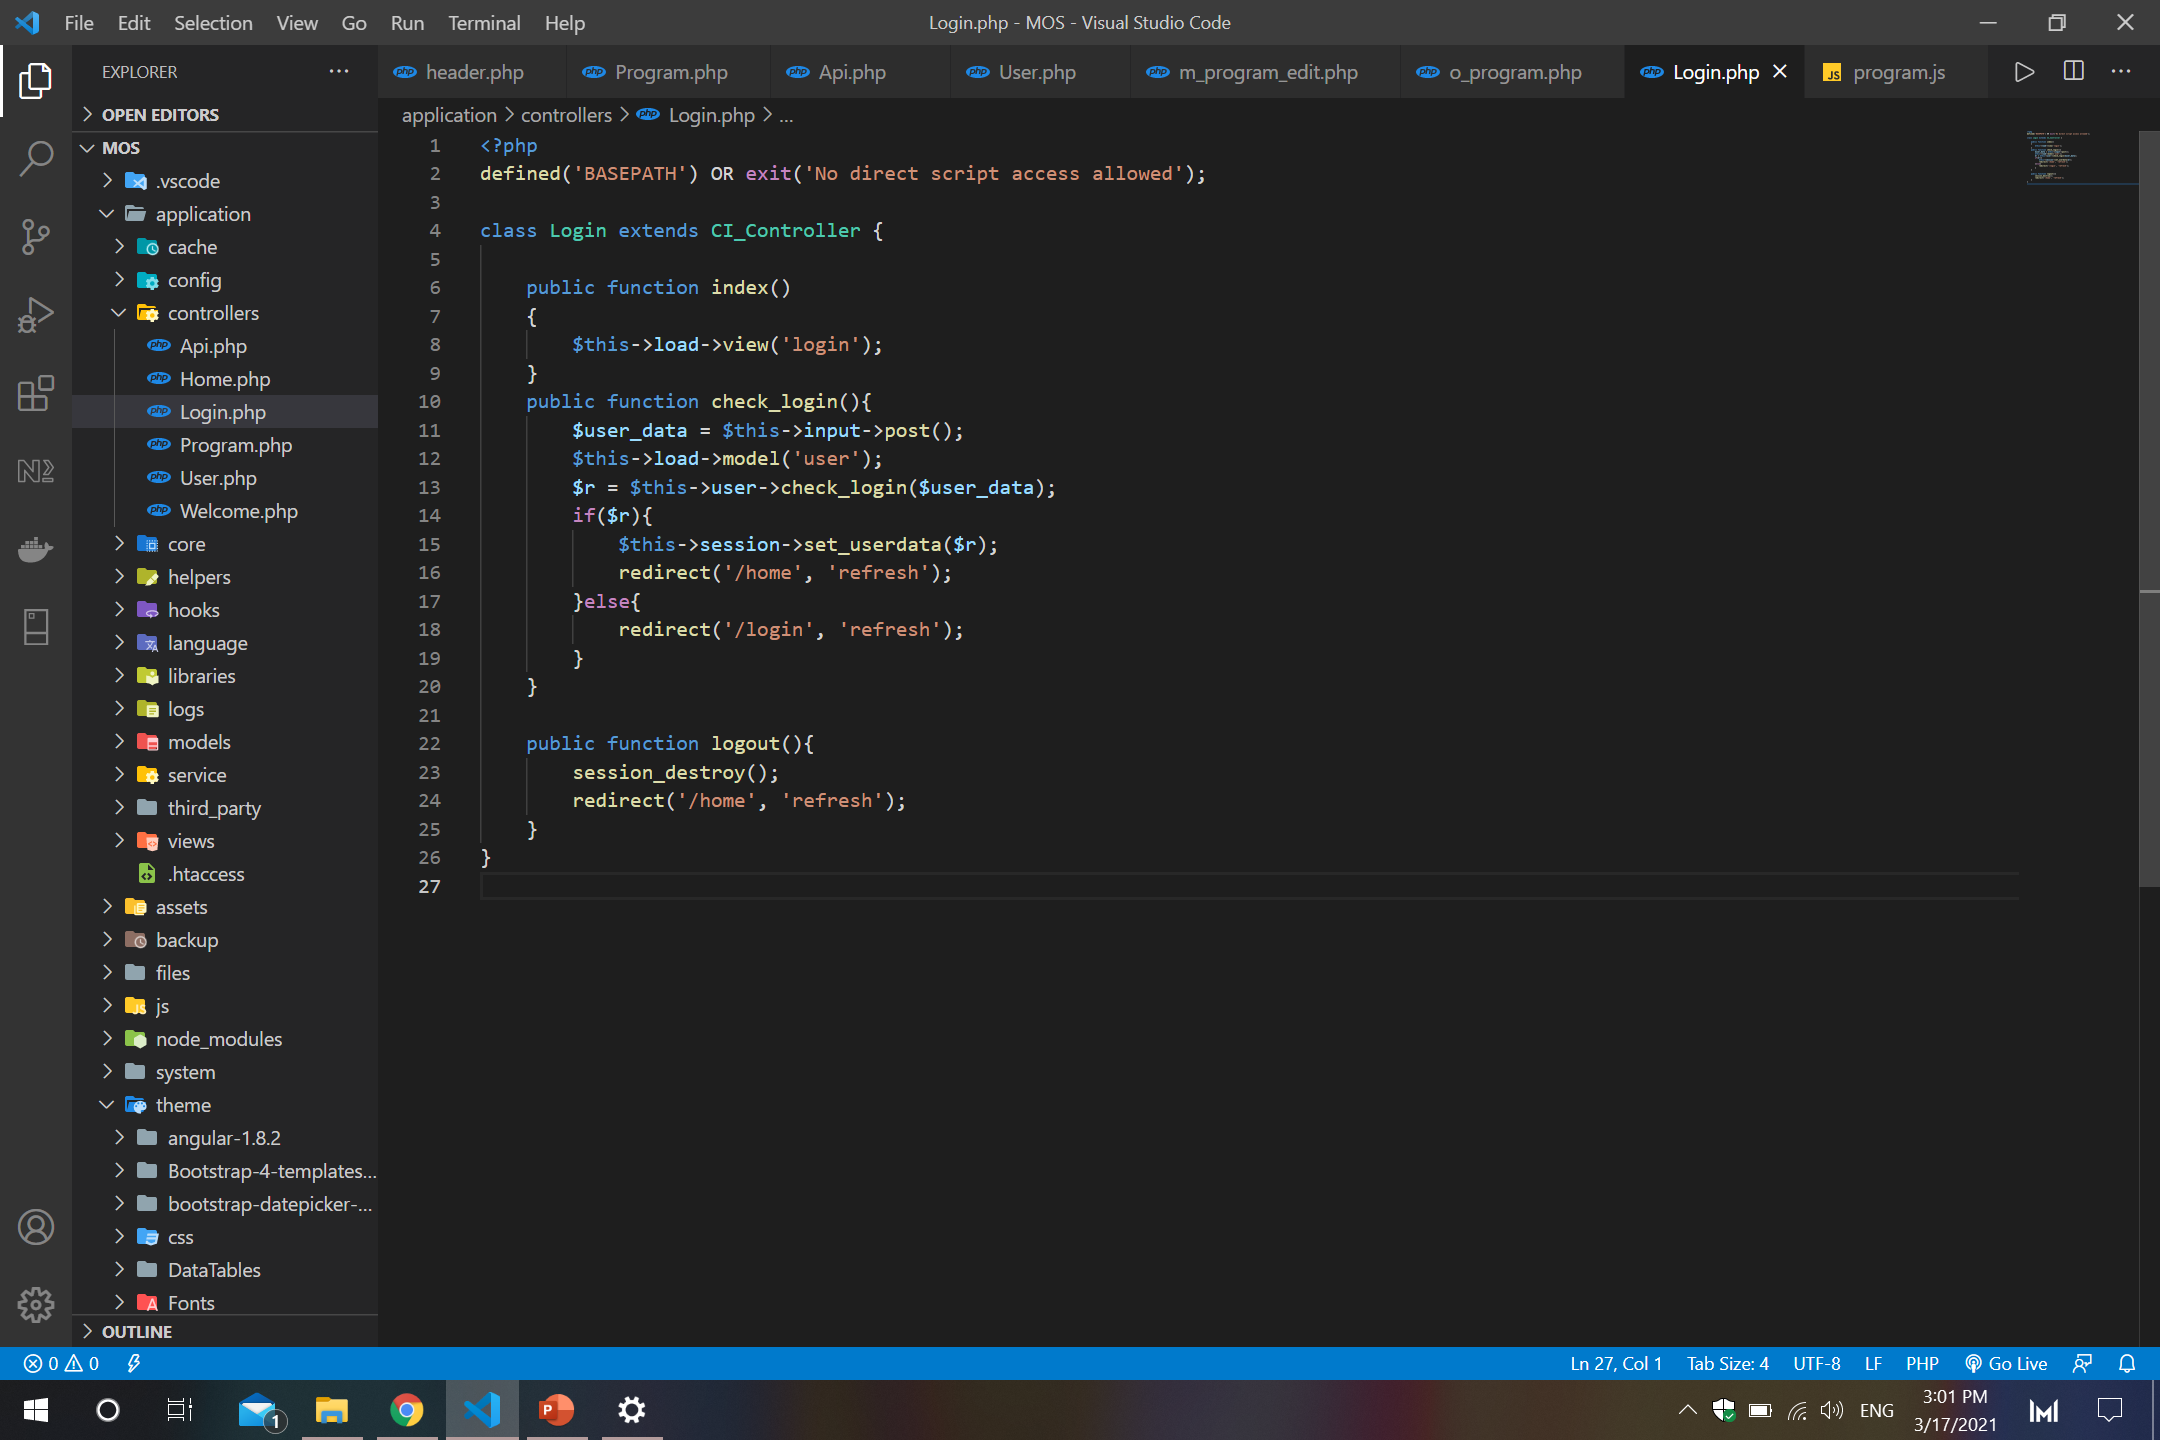 File Edit Selection View Go Run Terminal Help
Login.php - MOS - Visual Studio Code
EXPLORER
OPEN EDITORS
MOS
.vscode
application
cache
config
controllers
Api.php
Home.php
Login.php
Program.php
User.php
Welcome.php
core
helpers
hooks
language
libraries
logs
models
service
third_party
views
.htaccess
assets
backup
files
js
node_modules
system
theme
angular-1.8.2
Bootstrap-4-templates...
bootstrap-datepicker-...
css
DataTables
Fonts
OUTLINE
header.php Program.php Api.php User.php m_program_edit.php o_program.php Login.php program.js
application > controllers > Login.php > ...
1 <?php
2 defined('BASEPATH') OR exit('No direct script access allowed');
3
4 class Login extends CI_Controller {
5
6 public function index()
7 {
8 $this->load->view('login');
9 }
10 public function check_login(){
11 $user_data = $this->input->post();
12 $this->load->model('user');
13 $r = $this->user->check_login($user_data);
14 if($r){
15 $this->session->set_userdata($r);
16 redirect('/home', 'refresh');
17 }else{
18 redirect('/login', 'refresh');
19 }
20 }
21
22 public function logout(){
23 session_destroy();
24 redirect('/home', 'refresh');
25 }
26 }
27
0 0
Ln 27, Col 1 Tab Size: 4 UTF-8 LF PHP Go Live
1
ENG
3:01 PM
3/17/2021